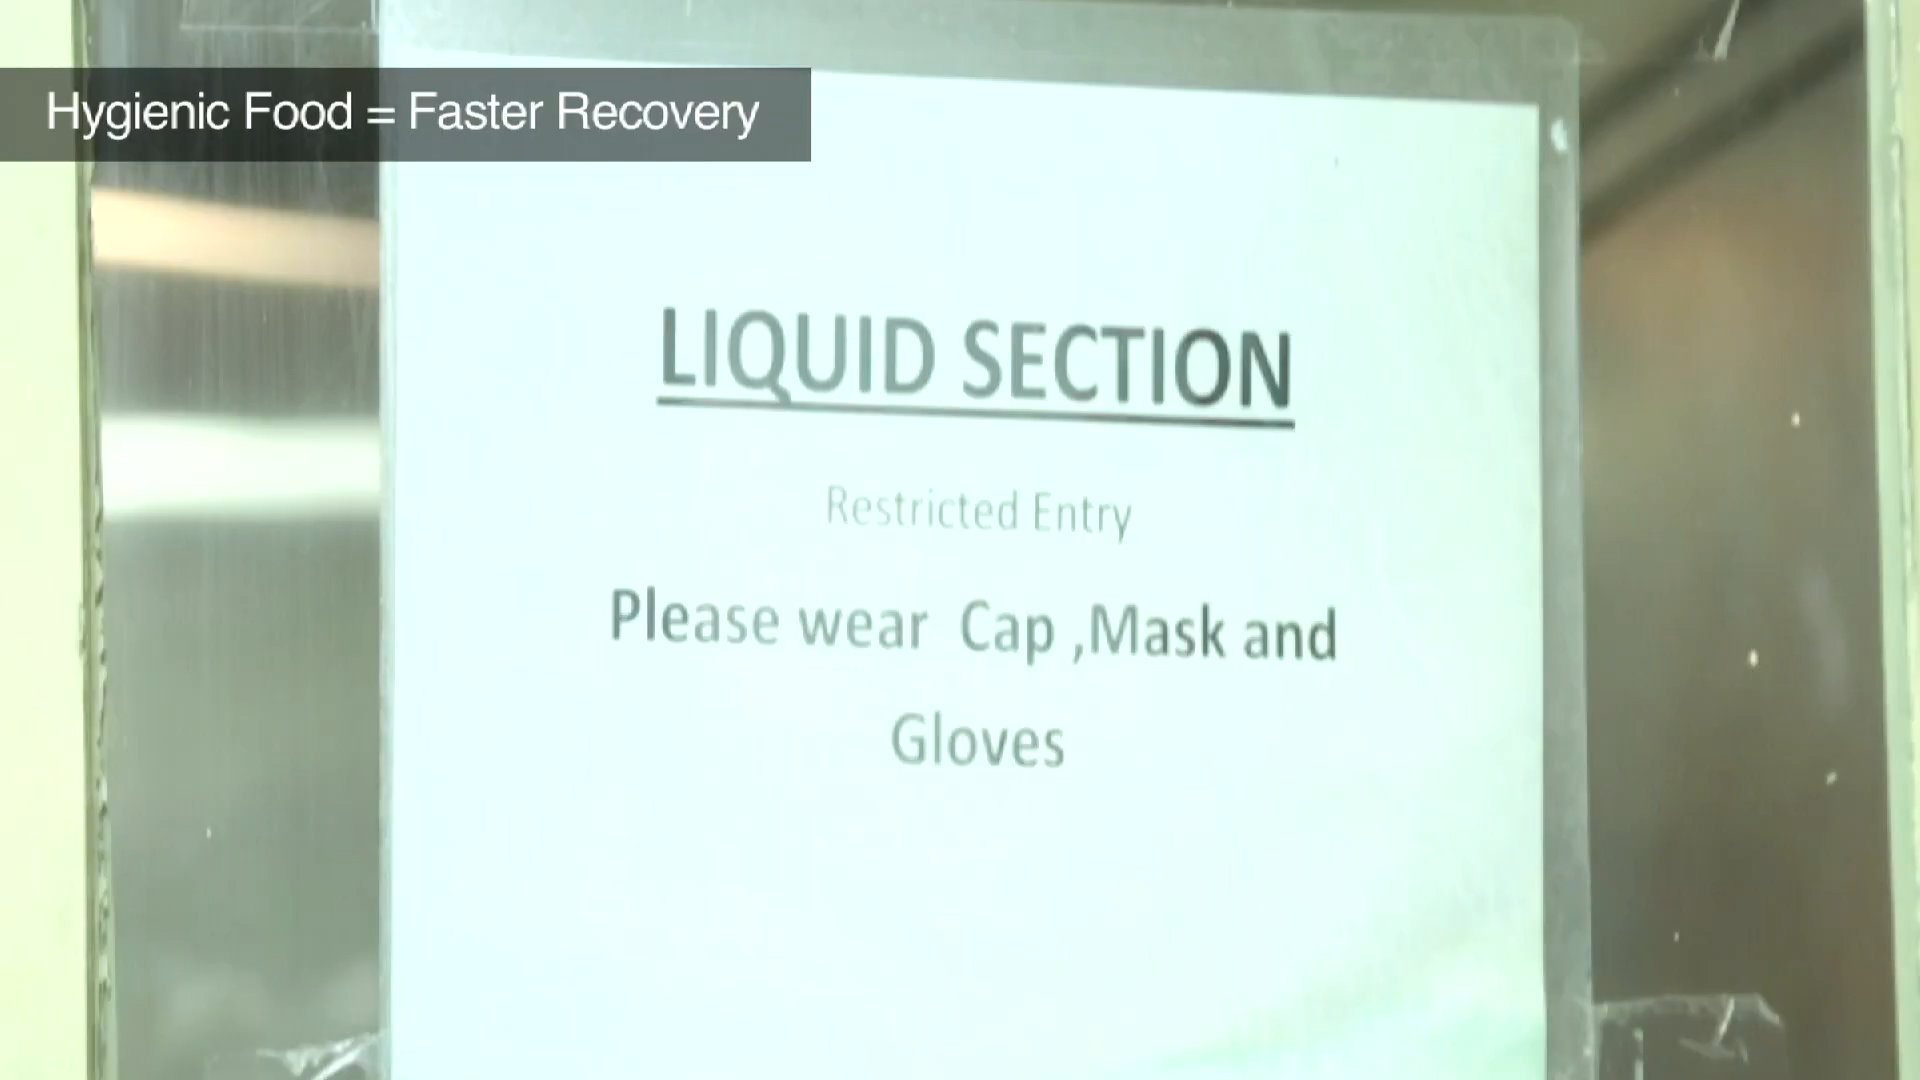 Hygienic Food = Faster Recovery
LIQUID SECTION
Restricted Entry
Please wear  Cap ,Mask and
Gloves